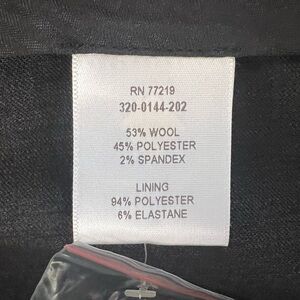 RN 77219
320-0144-202
53% WOOL
45% POLYESTER
2% SPANDEX
LINING
94% POLYESTER
6% ELASTANE